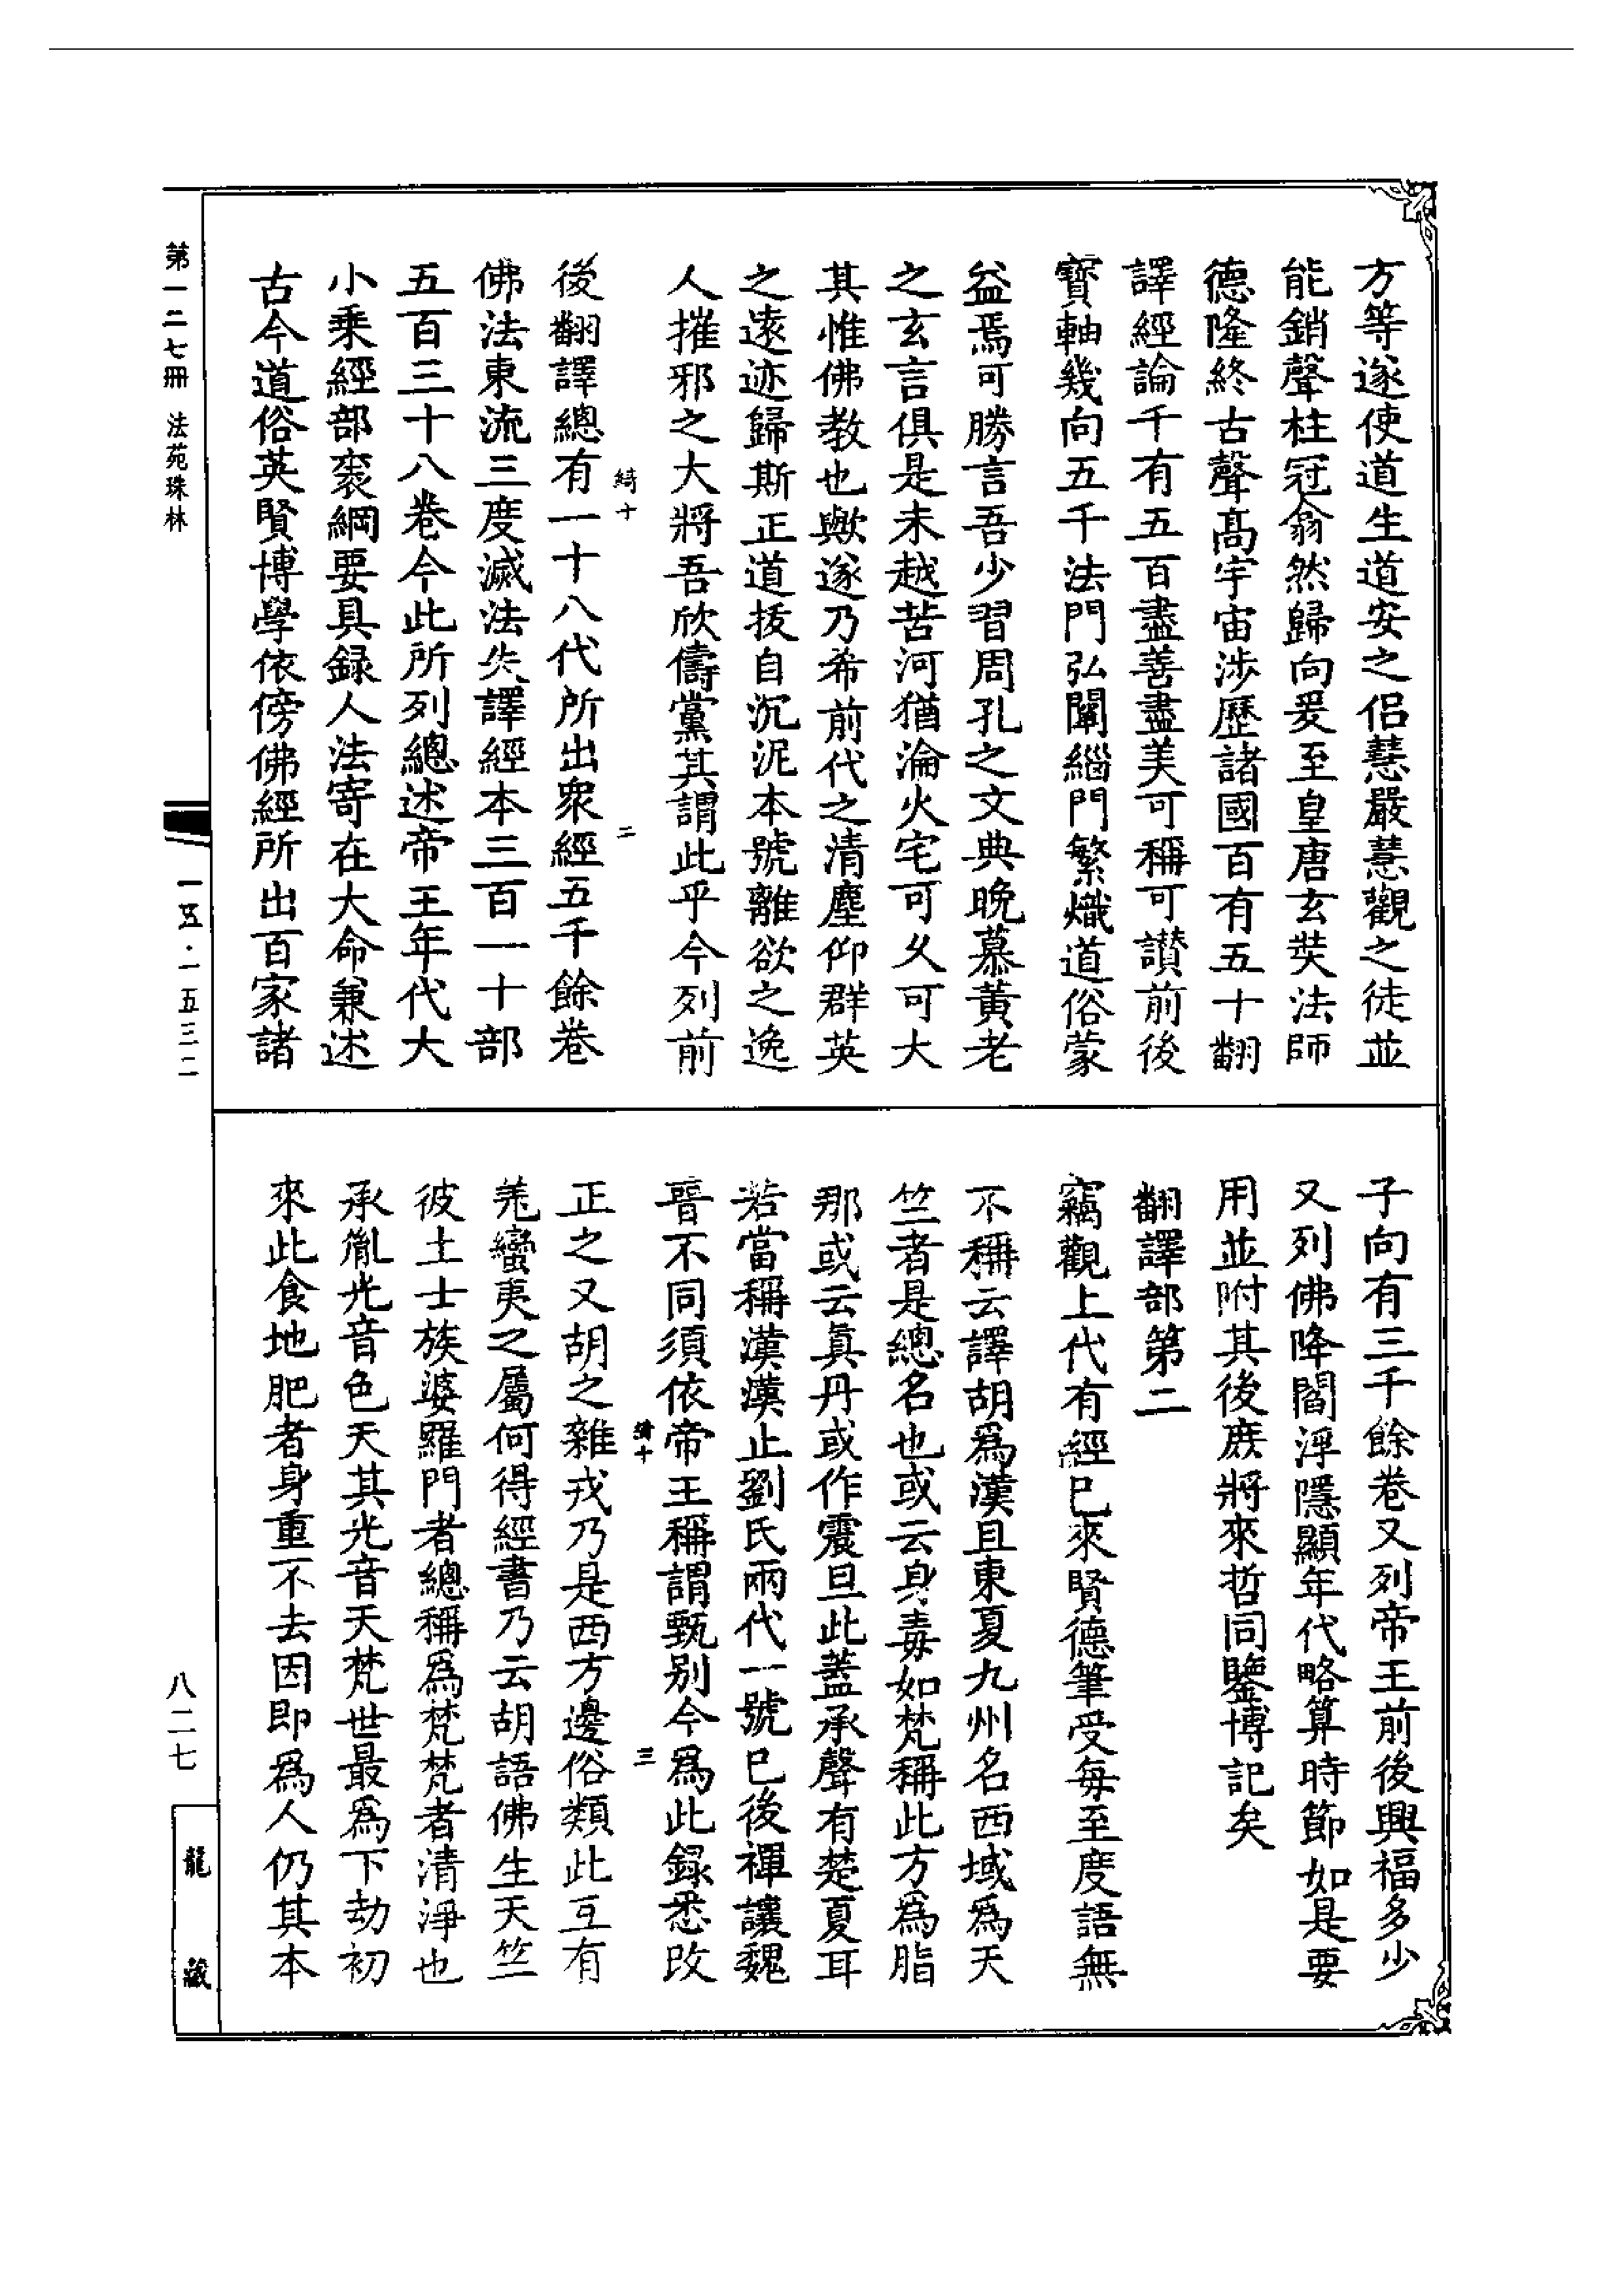 方等遂使道生道安之侶慧嚴慧觀之徒並
能銷聲柱冠翕然歸向爰至皇唐玄奘法師
德隆終古聲高宇宙涉歷諸國百有五十翻
譯經論千有五百盡善盡美可稱可讃前後
寶軸幾向五千法門弘闡緇門繁熾道俗蒙
益焉可勝言吾少習周孔之文典晚慕黃老
之玄言俱是未越苦河猶淪火宅可久可大
其惟佛教也歟遂乃希前代之清塵仰群英
之遠迹歸斯正道拔自沉泥本號離欲之逸
人摧邪之大將吾欣儔黨其謂此乎今列前
綺十 二
後翻譯總有一十八代所出眾經五千餘卷
佛法東流三度滅法失譯經本三百一十部
五百三十八卷今此所列總述帝王年代大
小乘經部袠綱要具録人法寄在大命兼述
古今道俗英賢博學依傍佛經所出百家諸
子向有三千餘卷又列帝王前後興福多少
又列佛降閻浮隱顯年代略算時節如是要
用並附其後庶將來哲同鑒博記矣
翻譯部第二
竊觀上代有經已來賢德筆受每至度語無
不稱云譯胡爲漢且東夏九州名西域爲天
竺者是總名也或云身毒如梵稱此方爲脂
那或云眞丹或作震旦此蓋承聲有楚夏耳
若當稱漢漢止劉氏兩代一號已後禪讓魏
晉不同須依帝王稱謂甄别今爲此録悉改
綺十 三
正之又胡之雜戎乃是西方邊俗類此互有
羌蠻夷之屬何得經書乃云胡語佛生天竺
彼土士族婆羅門者總稱爲梵梵者清淨也
承胤光音色天其光音天梵世最爲下劫初
來此食地肥者身重不去因即爲人仍其本
第一二七冊 法苑珠林
一五·一五三二
八二七
龍藏